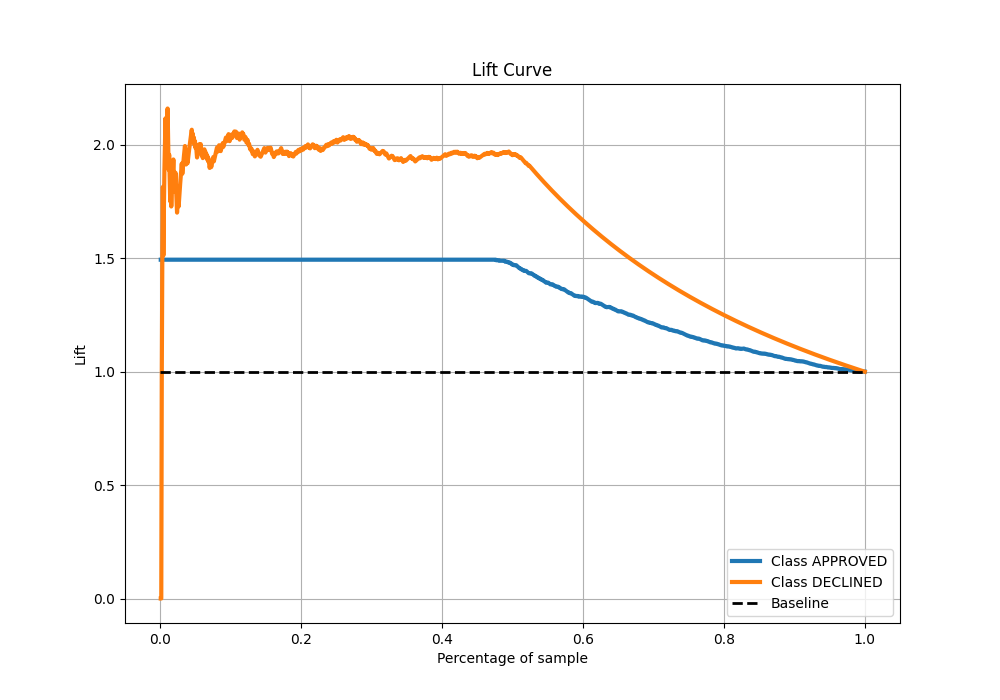 Lift Curve
2.0
1.5
1.0
0.5
0.0
Lift
0.0 0.2 0.4 0.6 0.8 1.0
Percentage of sample
Class APPROVED
Class DECLINED
Baseline